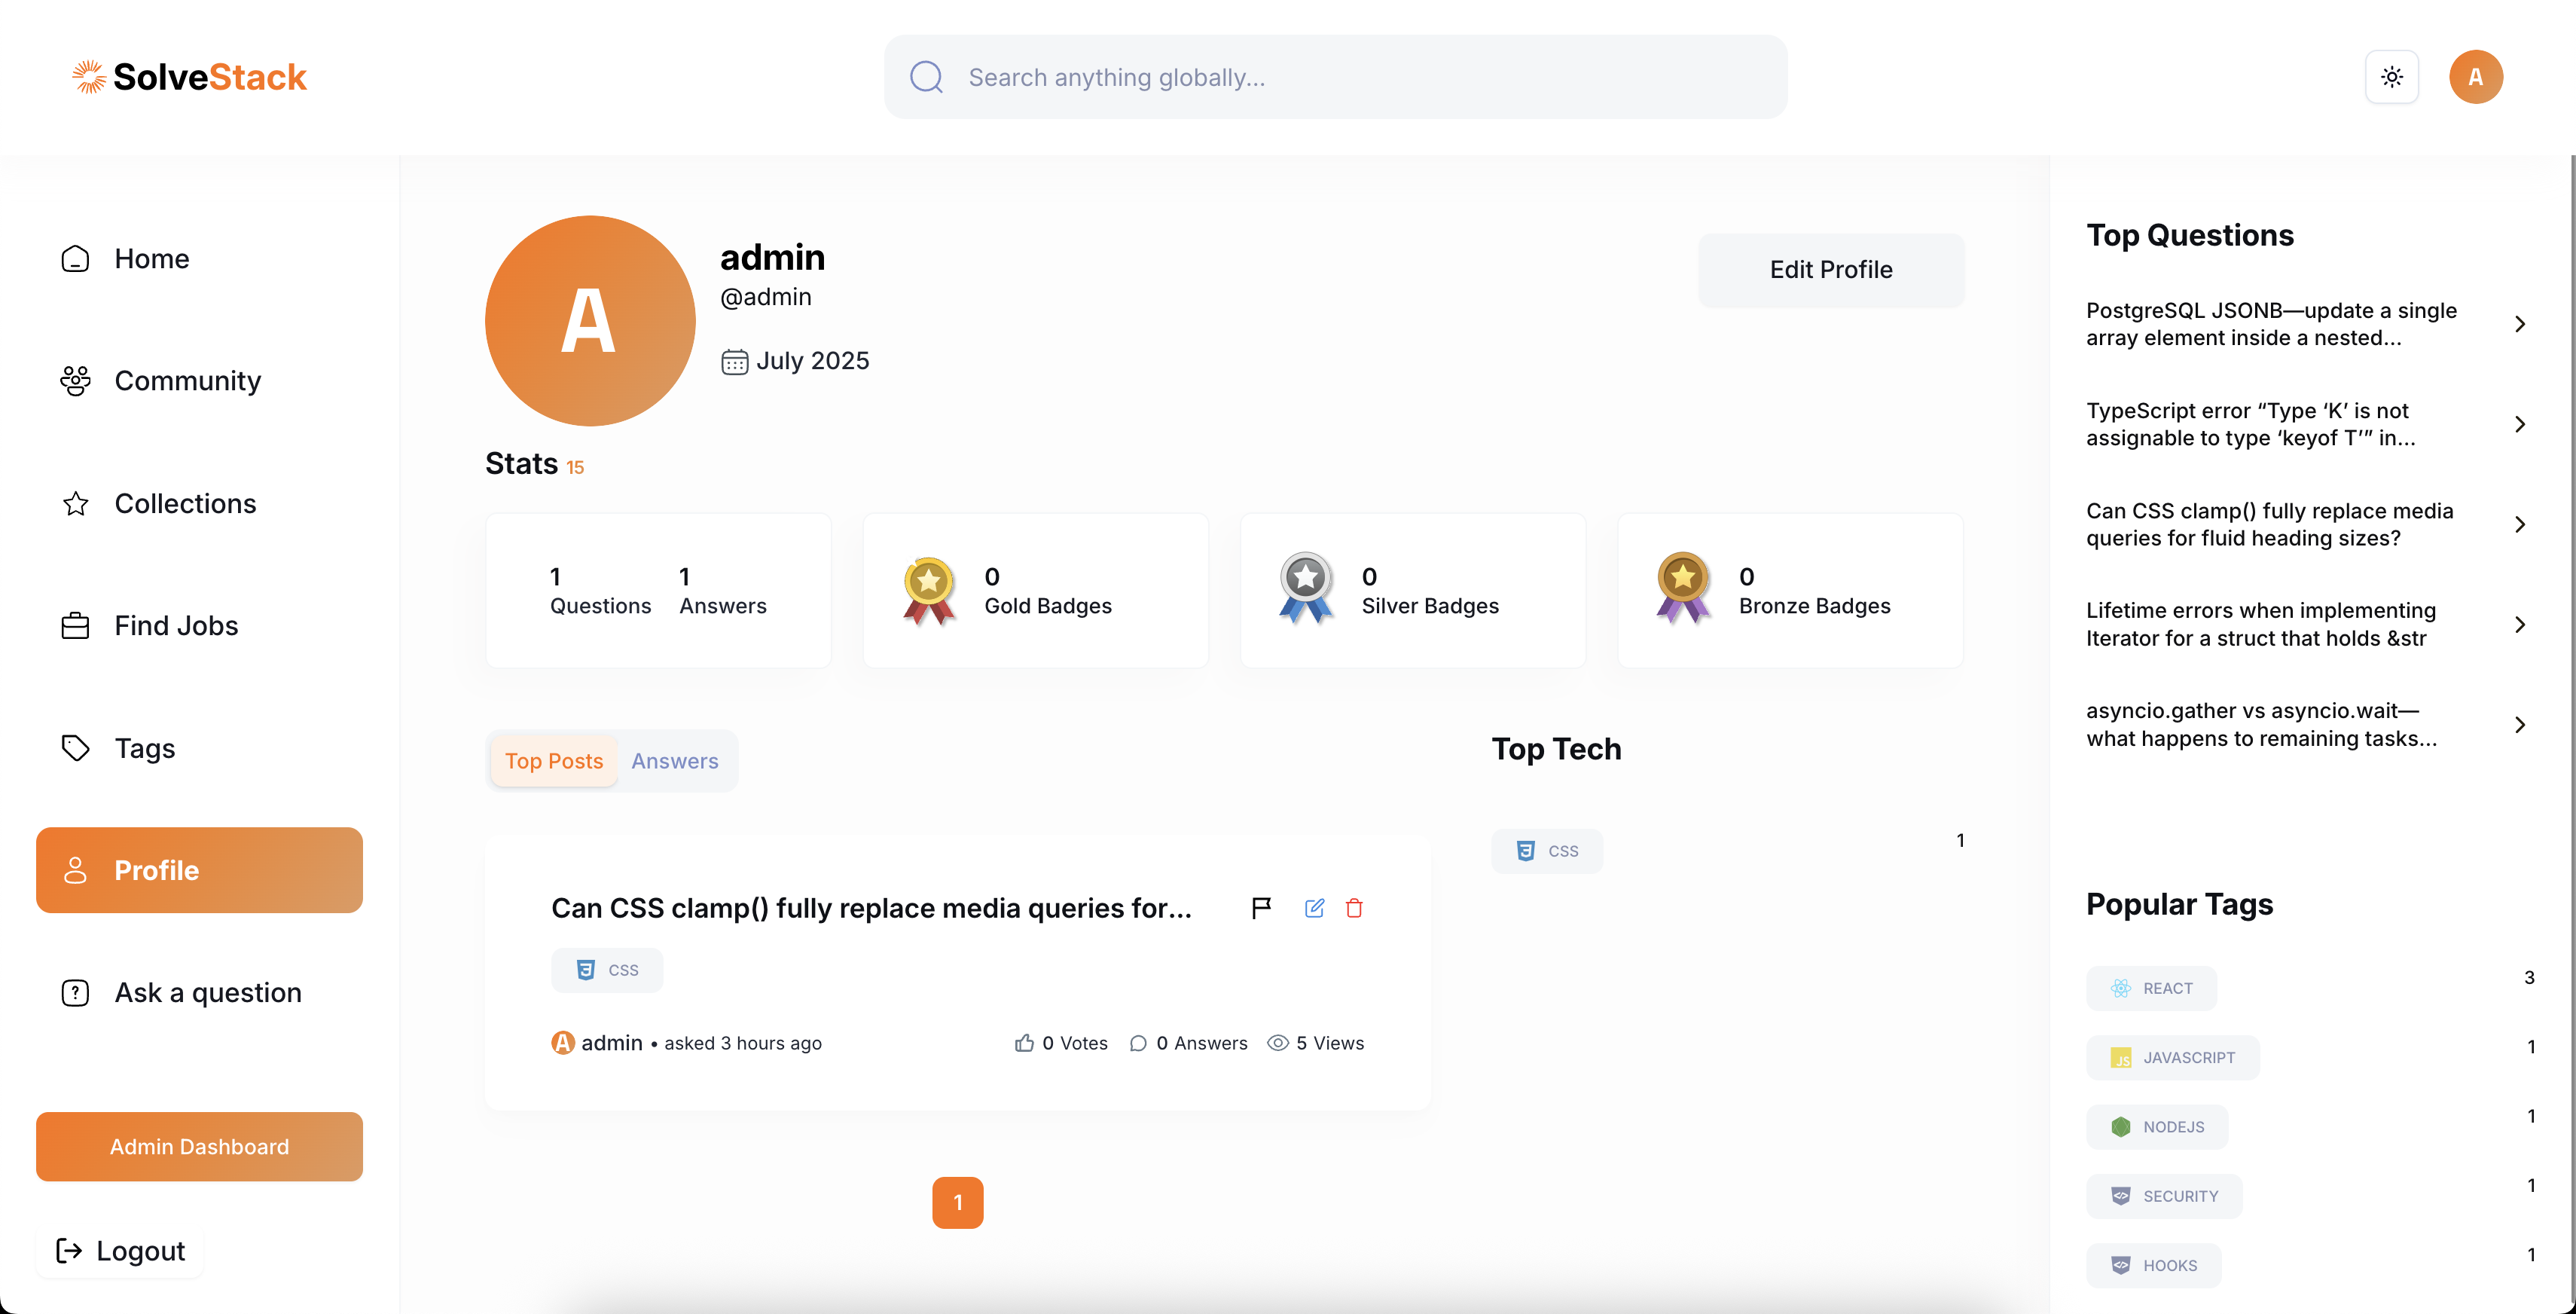 SolveStack
Search anything globally...
A
Home
Community
Collections
Find Jobs
Tags
Profile
Ask a question
Admin Dashboard
Logout
A
admin
@admin
July 2025
Edit Profile
Stats 15
1
Questions
1
Answers
0
Gold Badges
0
Silver Badges
0
Bronze Badges
Top Posts
Answers
Can CSS clamp() fully replace media queries for...
CSS
A admin • asked 3 hours ago
0 Votes
0 Answers
5 Views
1
Top Tech
CSS
1
Top Questions
PostgreSQL JSONB—update a single
array element inside a nested...
TypeScript error “Type ‘K’ is not
assignable to type ‘keyof T’” in...
Can CSS clamp() fully replace media
queries for fluid heading sizes?
Lifetime errors when implementing
Iterator for a struct that holds &str
asyncio.gather vs asyncio.wait—
what happens to remaining tasks...
Popular Tags
REACT
3
JS JAVASCRIPT
1
NODEJS
1
SECURITY
1
HOOKS
1